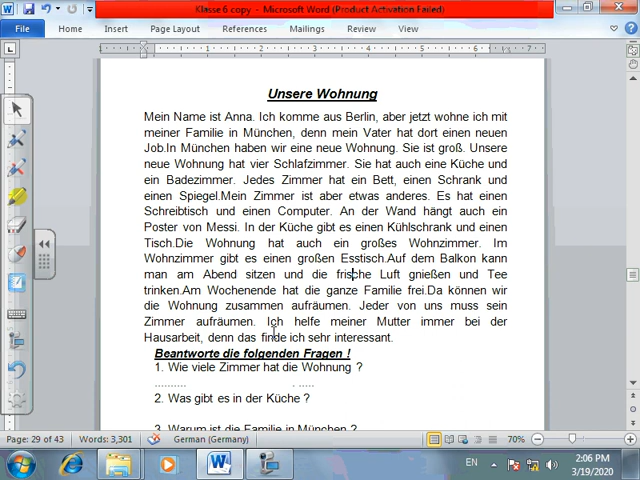 Klasse 6 copy - Microsoft Word (Product Activation Failed)
File Home Insert Page Layout References Mailings Review View
Unsere Wohnung
Mein Name ist Anna. Ich komme aus Berlin, aber jetzt wohne ich mit
meiner Familie in München, denn mein Vater hat dort einen neuen
Job.In München haben wir eine neue Wohnung. Sie ist groß. Unsere
neue Wohnung hat vier Schlafzimmer. Sie hat auch eine Küche und
ein Badezimmer. Jedes Zimmer hat ein Bett, einen Schrank und
einen Spiegel.Mein Zimmer ist aber etwas anderes. Es hat einen
Schreibtisch und einen Computer. An der Wand hängt auch ein
Poster von Messi. In der Küche gibt es einen Kühlschrank und einen
Tisch.Die Wohnung hat auch ein großes Wohnzimmer. Im
Wohnzimmer gibt es einen großen Esstisch.Auf dem Balkon kann
man am Abend sitzen und die frische Luft gnießen und Tee
trinken.Am Wochenende hat die ganze Familie frei.Da können wir
die Wohnung zusammen aufräumen. Jeder von uns muss sein
Zimmer aufräumen. Ich helfe meiner Mutter immer bei der
Hausarbeit, denn das finde ich sehr interessant.
Beantworte die folgenden Fragen !
1. Wie viele Zimmer hat die Wohnung ?
.......... . .....
2. Was gibt es in der Küche ?
3. Warum ist die Familie in München ?
Page: 29 of 43 Words: 3,301 German (Germany) 70%
EN 2:06 PM
3/19/2020